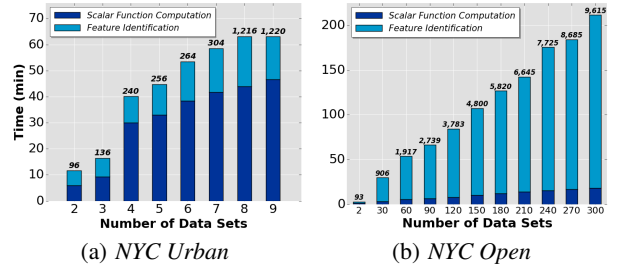 Scalar Function Computation
Feature Identification
Time (min)
70
60
50
40
30
20
10
0
96
136
240
256
264
304
1,216
1,220
2 3 4 5 6 7 8 9
Number of Data Sets
(a) NYC Urban
Scalar Function Computation
Feature Identification
200
150
100
50
0
93
906
1,917
2,739
3,783
4,800
5,820
6,645
7,725
8,685
9,615
2 30 60 90 120 150 180 210 240 270 300
Number of Data Sets
(b) NYC Open